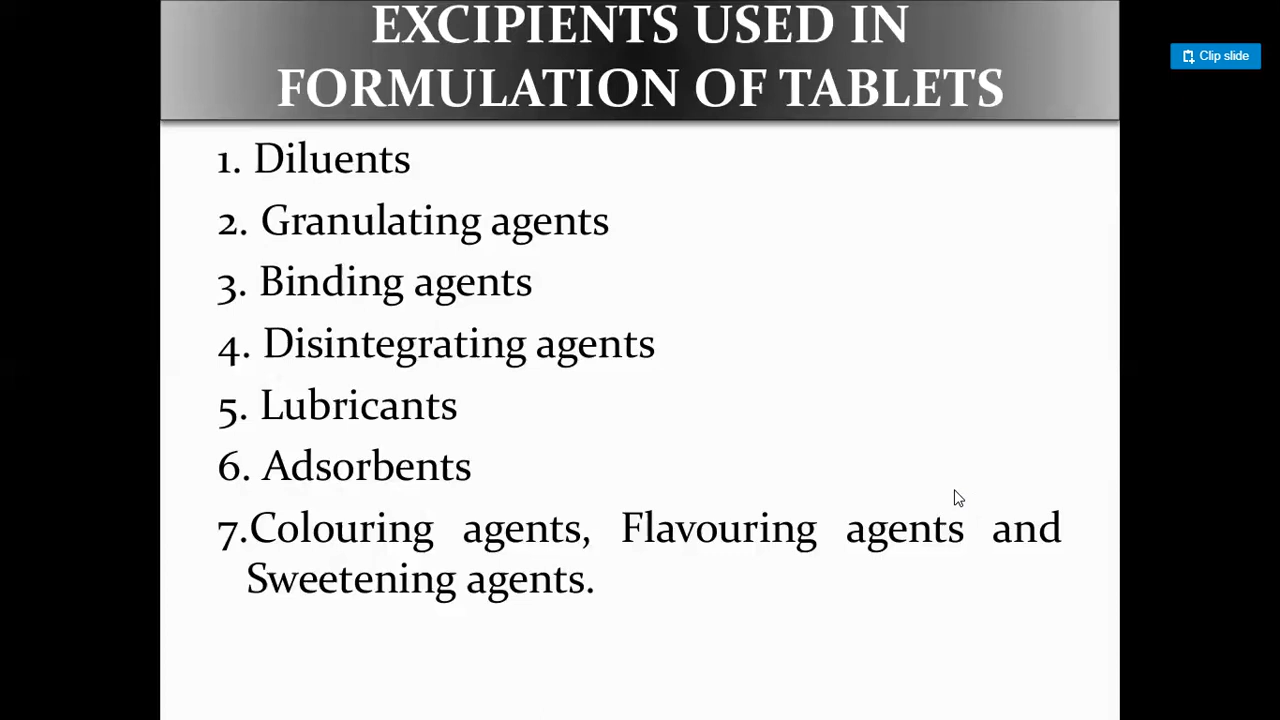 EXCIPIENTS USED IN
FORMULATION OF TABLETS
Clip slide
1. Diluents
2. Granulating agents
3. Binding agents
4. Disintegrating agents
5. Lubricants
6. Adsorbents
7.Colouring agents, Flavouring agents and
Sweetening agents.